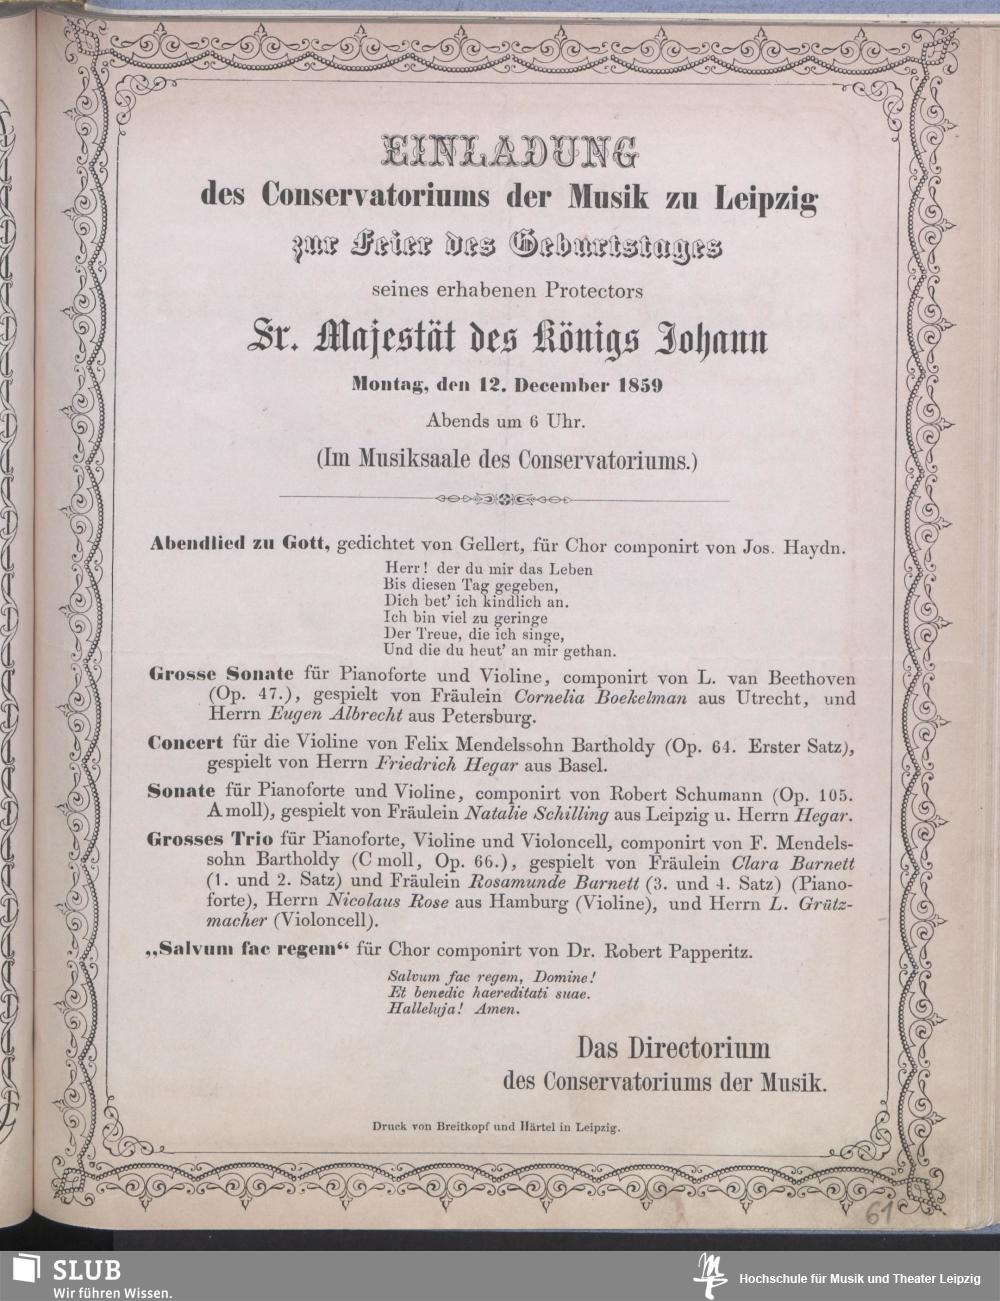 EINLADUNG
des Conservatoriums der Musik zu Leipzig
zur Feier des Geburtstages
seines erhabenen Protectors
Sr. Majestät des Königs Johann
Montag, den 12. December 1859
Abends um 6 Uhr.
(Im Musiksaale des Conservatoriums.)
Abendlied zu Gott, gedichtet von Gellert, für Chor componirt von Jos. Haydn.
Herr! der du mir das Leben
Bis diesen Tag gegeben,
Dich bet' ich kindlich an.
Ich bin viel zu geringe
Der Treue, die ich singe,
Und die du heut' an mir gethan.
Grosse Sonate für Pianoforte und Violine, componirt von L. van Beethoven
(Op. 47.), gespielt von Fräulein Cornelia Boekelman aus Utrecht, und
Herrn Eugen Albrecht aus Petersburg.
Concert für die Violine von Felix Mendelssohn Bartholdy (Op. 64. Erster Satz),
gespielt von Herrn Friedrich Hegar aus Basel.
Sonate für Pianoforte und Violine, componirt von Robert Schumann (Op. 105.
A moll), gespielt von Fräulein Natalie Schilling aus Leipzig u. Herrn Hegar.
Grosses Trio für Pianoforte, Violine und Violoncell, componirt von F. Mendels-
sohn Bartholdy (C moll, Op. 66.), gespielt von Fräulein Clara Barnett
(1. und 2. Satz) und Fräulein Rosamunde Barnett (3. und 4. Satz) (Piano-
forte), Herrn Nicolaus Rose aus Hamburg (Violine), und Herrn L. Grütz-
macher (Violoncell).
„Salvum fac regem“ für Chor componirt von Dr. Robert Papperitz.
Salvum fac regem, Domine!
Et benedic haereditati suae.
Halleluja! Amen.
Das Directorium
des Conservatoriums der Musik.
Druck von Breitkopf und Härtel in Leipzig.
61
SLUB
Wir führen Wissen.
Hochschule für Musik und Theater Leipzig